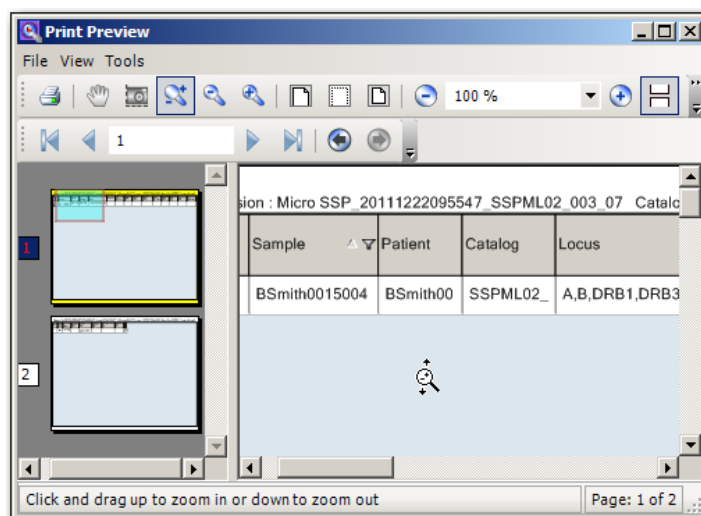 Print Preview
File View Tools
100 %
1
sion : Micro SSP_20111222095547_SSPML02_003_07 Catalo
Sample Patient Catalog Locus
BSmith0015004 BSmith00 SSPML02_ A,B,DRB1,DRB3
1
2
Click and drag up to zoom in or down to zoom out Page: 1 of 2